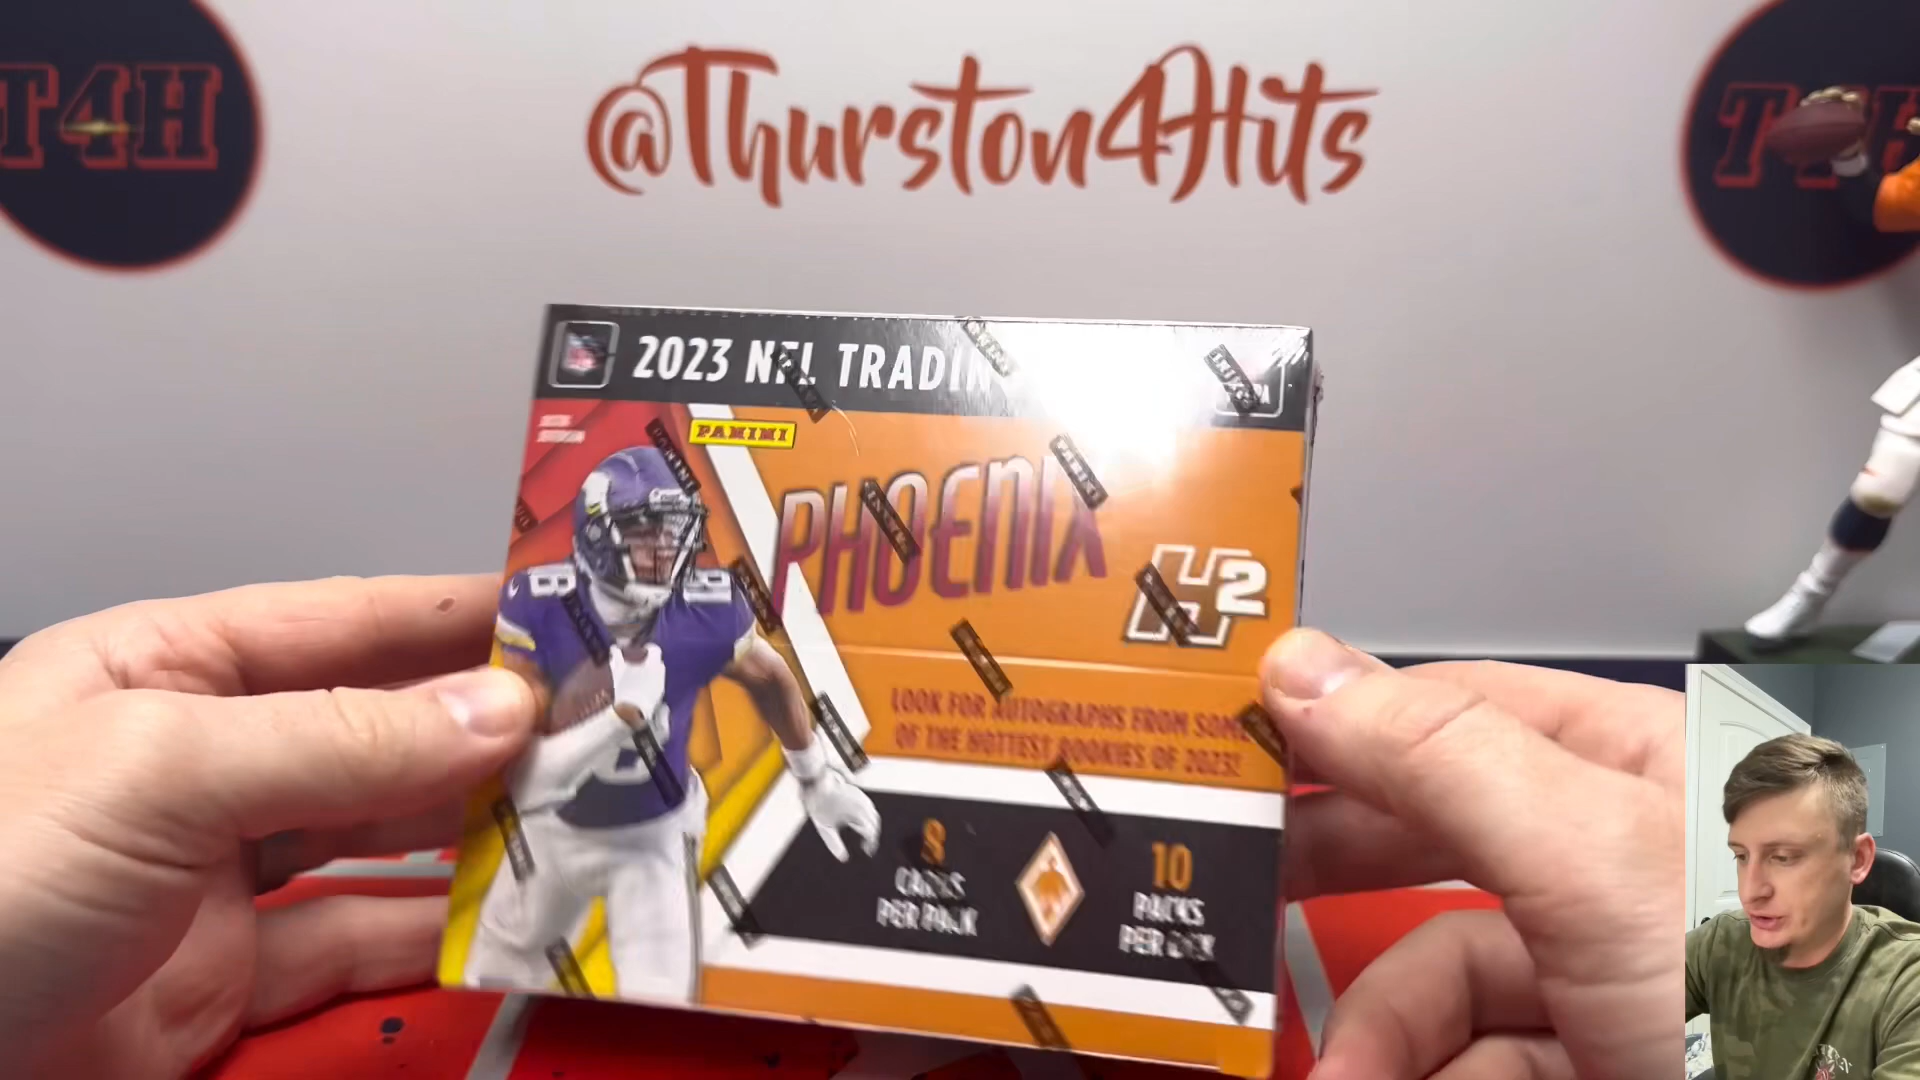 T4H
@Thurston4Hits
2023 NFL TRADIN
PANINI
PHOENIX
H2
LOOK FOR AUTOGRAPHS FROM SOME
OF THE HOTTEST ROOKIES OF 2023!
8
CARDS
PER PACK
10
PACKS
PER BOX